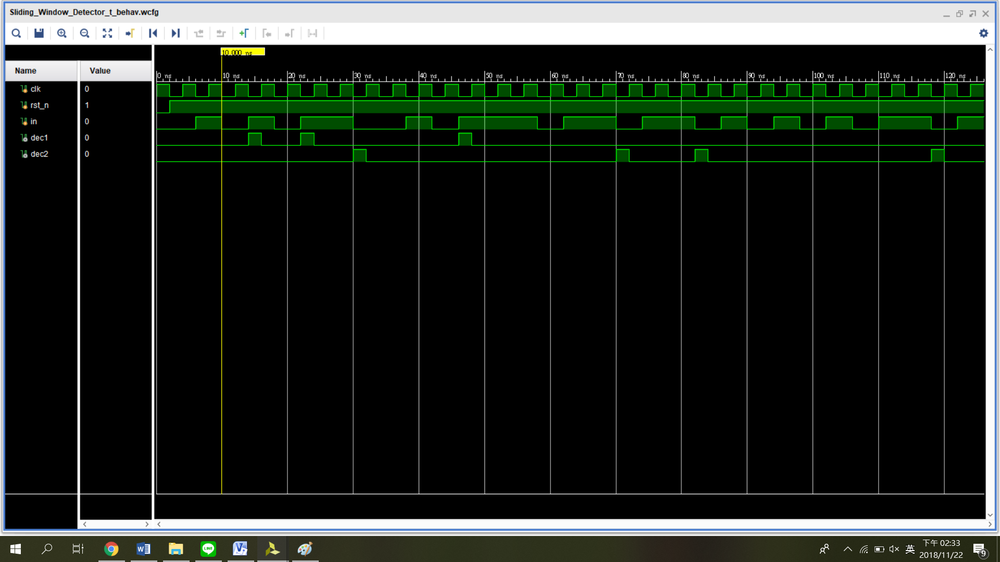 Sliding_Window_Detector_t_behav.wcfg
10.000 ns
Name Value
0 ns 10 ns 20 ns 30 ns 40 ns 50 ns 60 ns 70 ns 80 ns 90 ns 100 ns 110 ns 120 ns
clk 0
rst_n 1
in 0
dec1 0
dec2 0
LINE
英
下午 02:33
2018/11/22
9